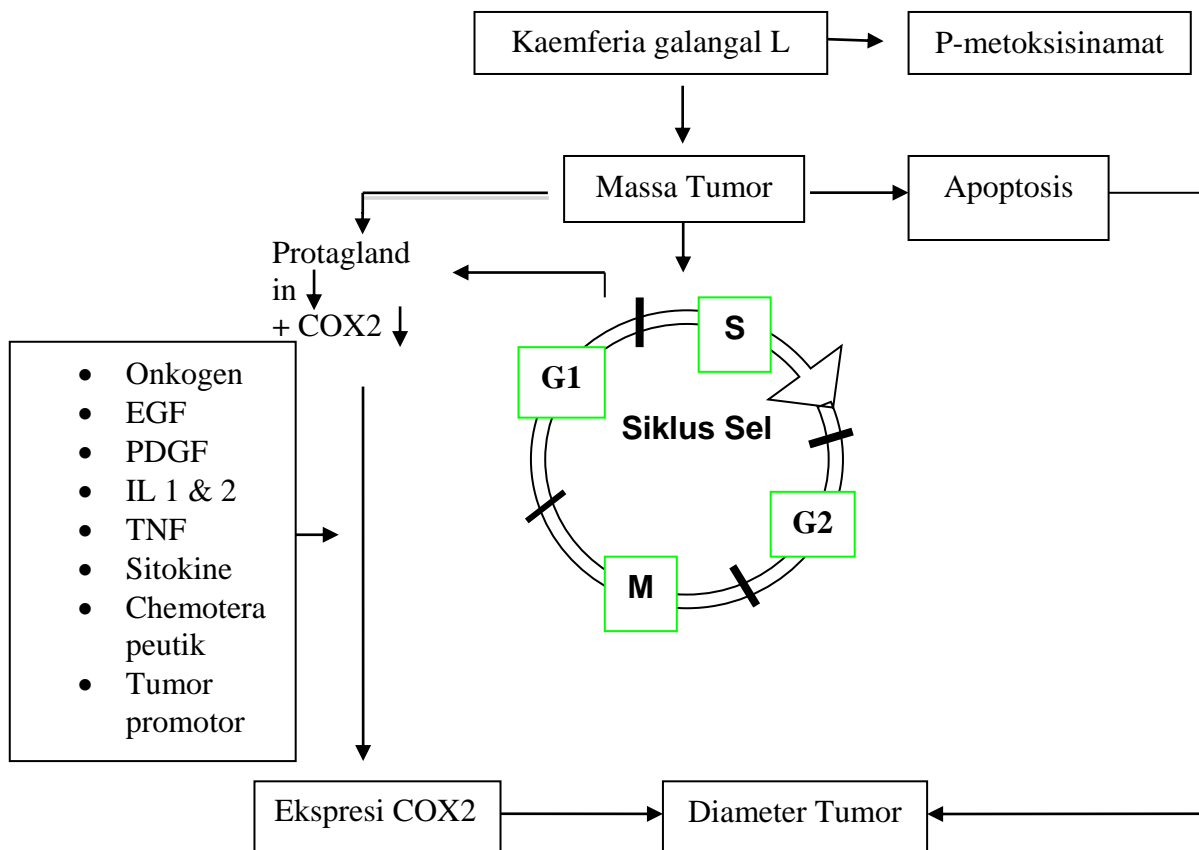 Kaemferia galangal L
P-metoksisinamat
Massa Tumor
Apoptosis
Protagland
in
+ COX2
• Onkogen
• EGF
• PDGF
• IL 1 & 2
• TNF
• Sitokine
• Chemotera
peutik
• Tumor
promotor
S
G1
Siklus Sel
G2
M
Ekspresi COX2
Diameter Tumor